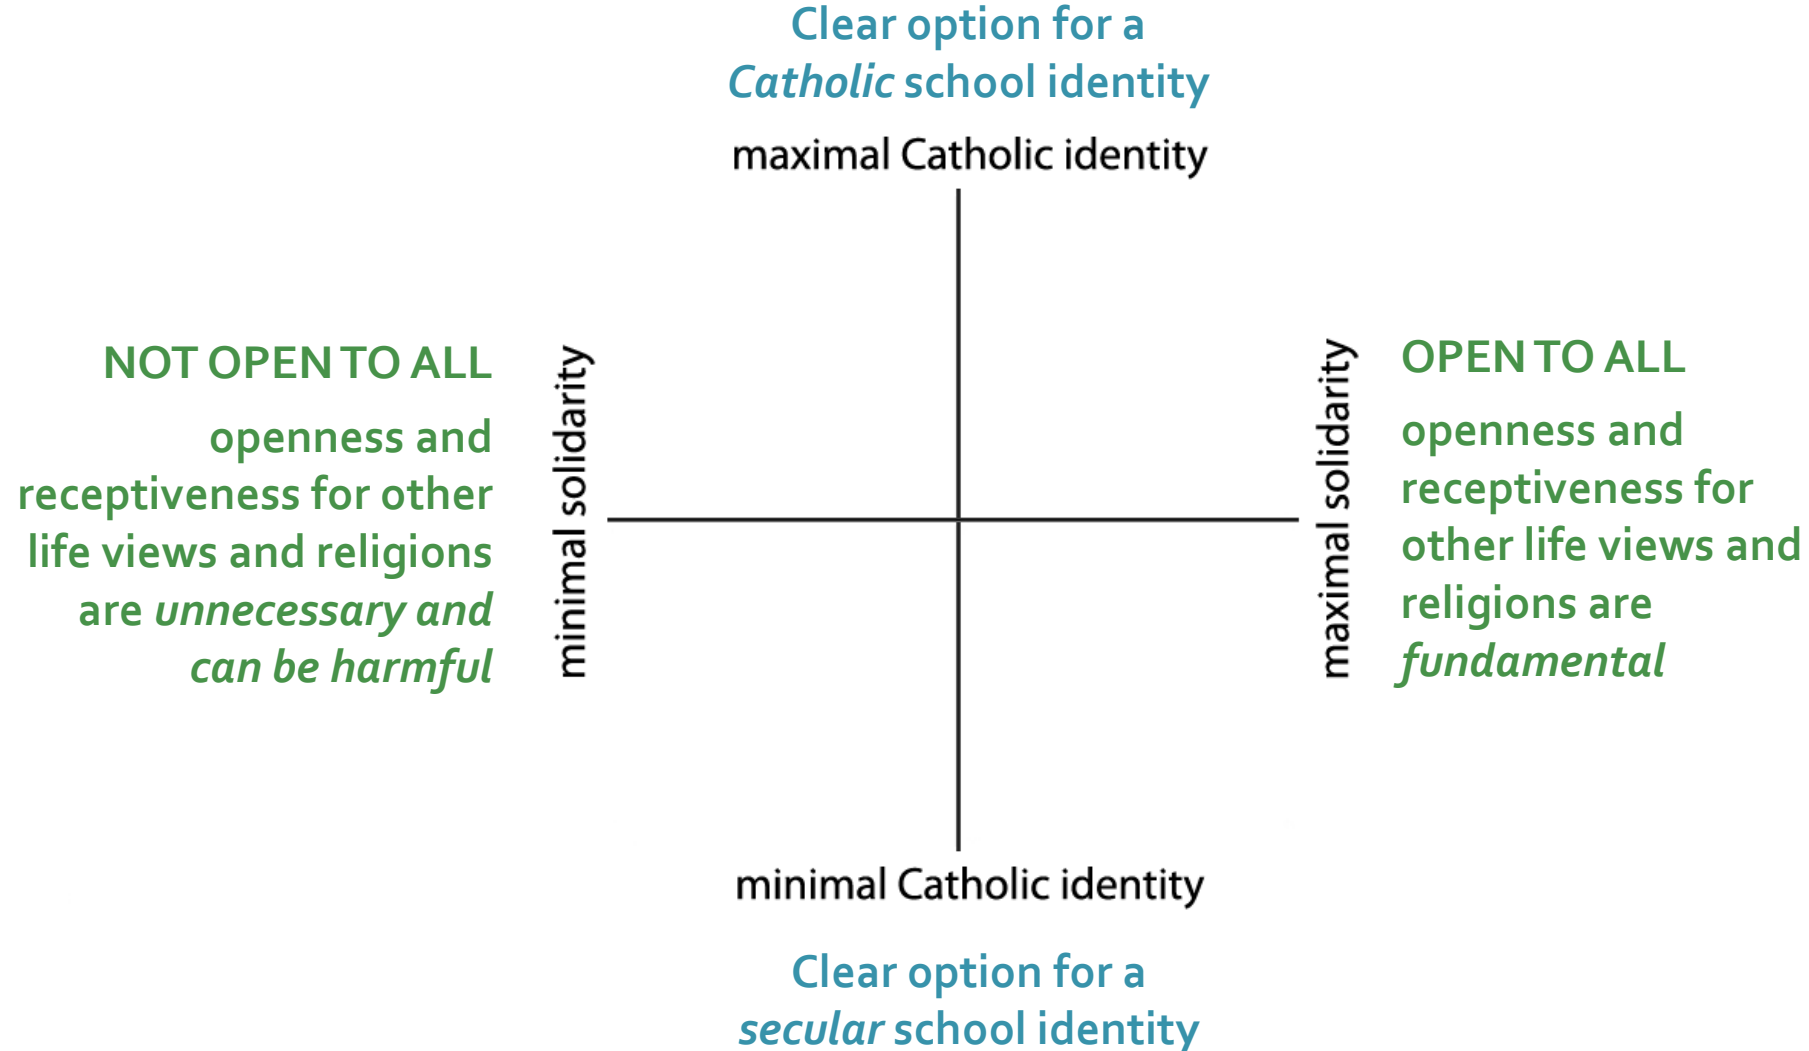 Clear option for a
Catholic school identity
maximal Catholic identity
NOT OPEN TO ALL
openness and
receptiveness for other
life views and religions
are unnecessary and
can be harmful
minimal solidarity
maximal solidarity
OPEN TO ALL
openness and
receptiveness for
other life views and
religions are
fundamental
minimal Catholic identity
Clear option for a
secular school identity